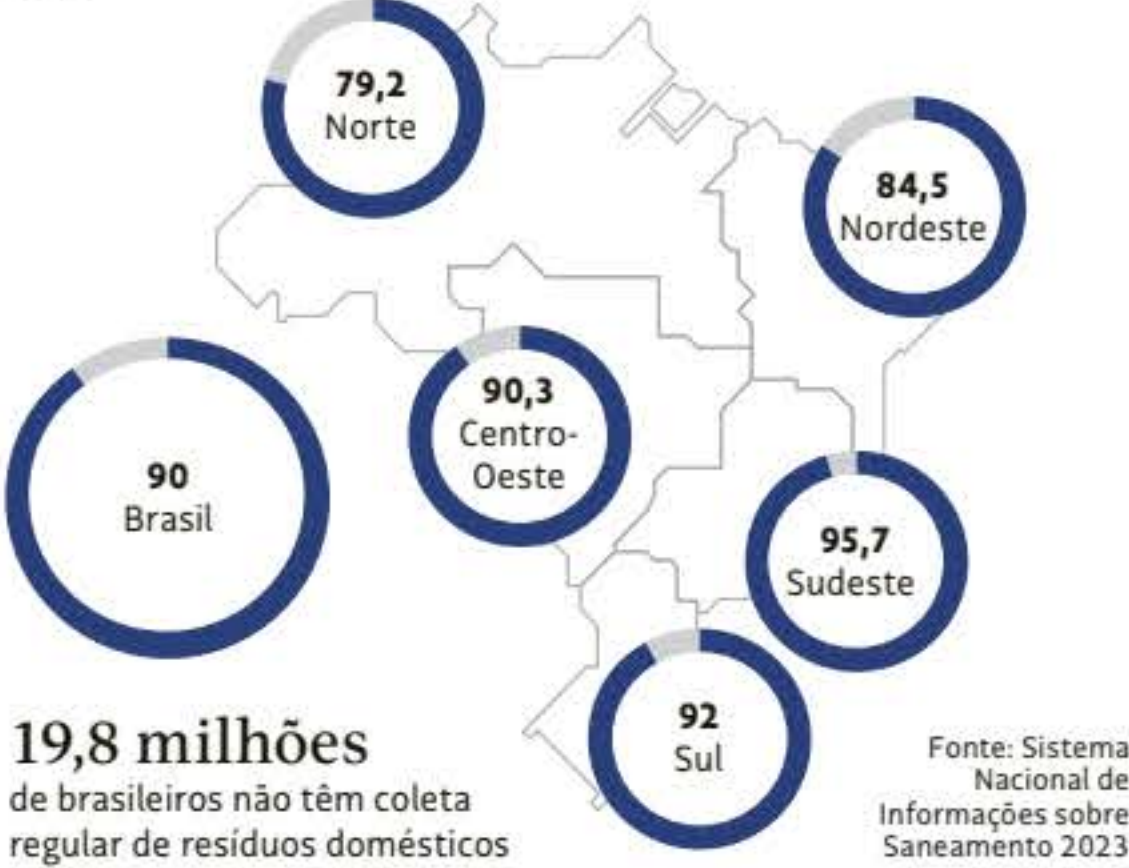 79,2
Norte
84,5
Nordeste
90,3
Centro-
Oeste
90
Brasil
95,7
Sudeste
92
Sul
19,8 milhões
de brasileiros não têm coleta
regular de resíduos domésticos
Fonte: Sistema
Nacional de
Informações sobre
Saneamento 2023